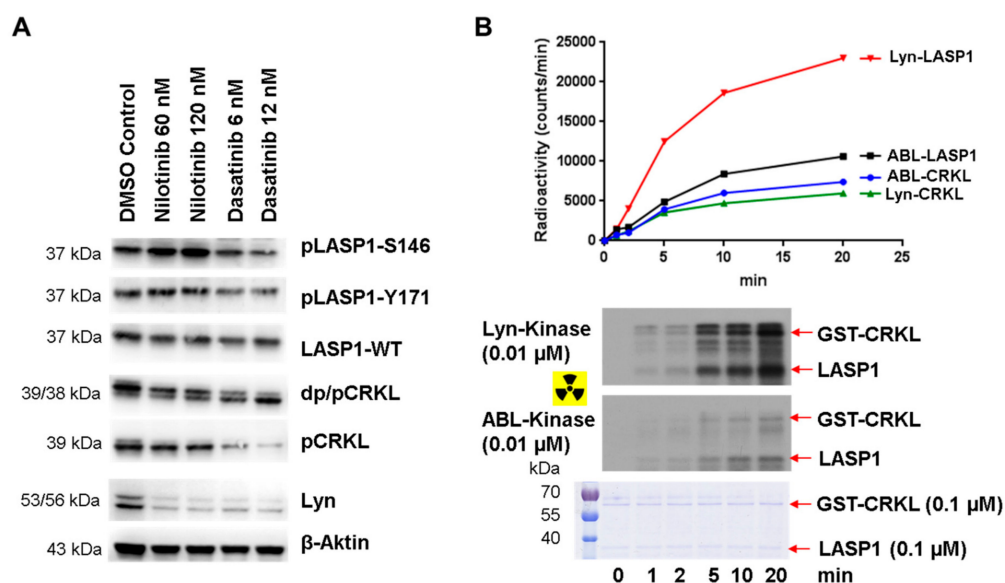 A
DMSO Control
Nilotinib 60 nM
Nilotinib 120 nM
Dasatinib 6 nM
Dasatinib 12 nM
37 kDa
pLASP1-S146
37 kDa
pLASP1-Y171
37 kDa
LASP1-WT
39/38 kDa
dp/pCRKL
39 kDa
pCRKL
53/56 kDa
Lyn
43 kDa
β-Aktin
B
Radioactivity (counts/min)
25000
20000
15000
10000
5000
0
0
5
10
15
20
25
min
Lyn-LASP1
ABL-LASP1
ABL-CRKL
Lyn-CRKL
Lyn-Kinase
(0.01 µM)
GST-CRKL
LASP1
ABL-Kinase
(0.01 µM)
GST-CRKL
LASP1
kDa
70
55
40
GST-CRKL (0.1 µM)
LASP1 (0.1 µM)
0 1 2 5 10 20 min